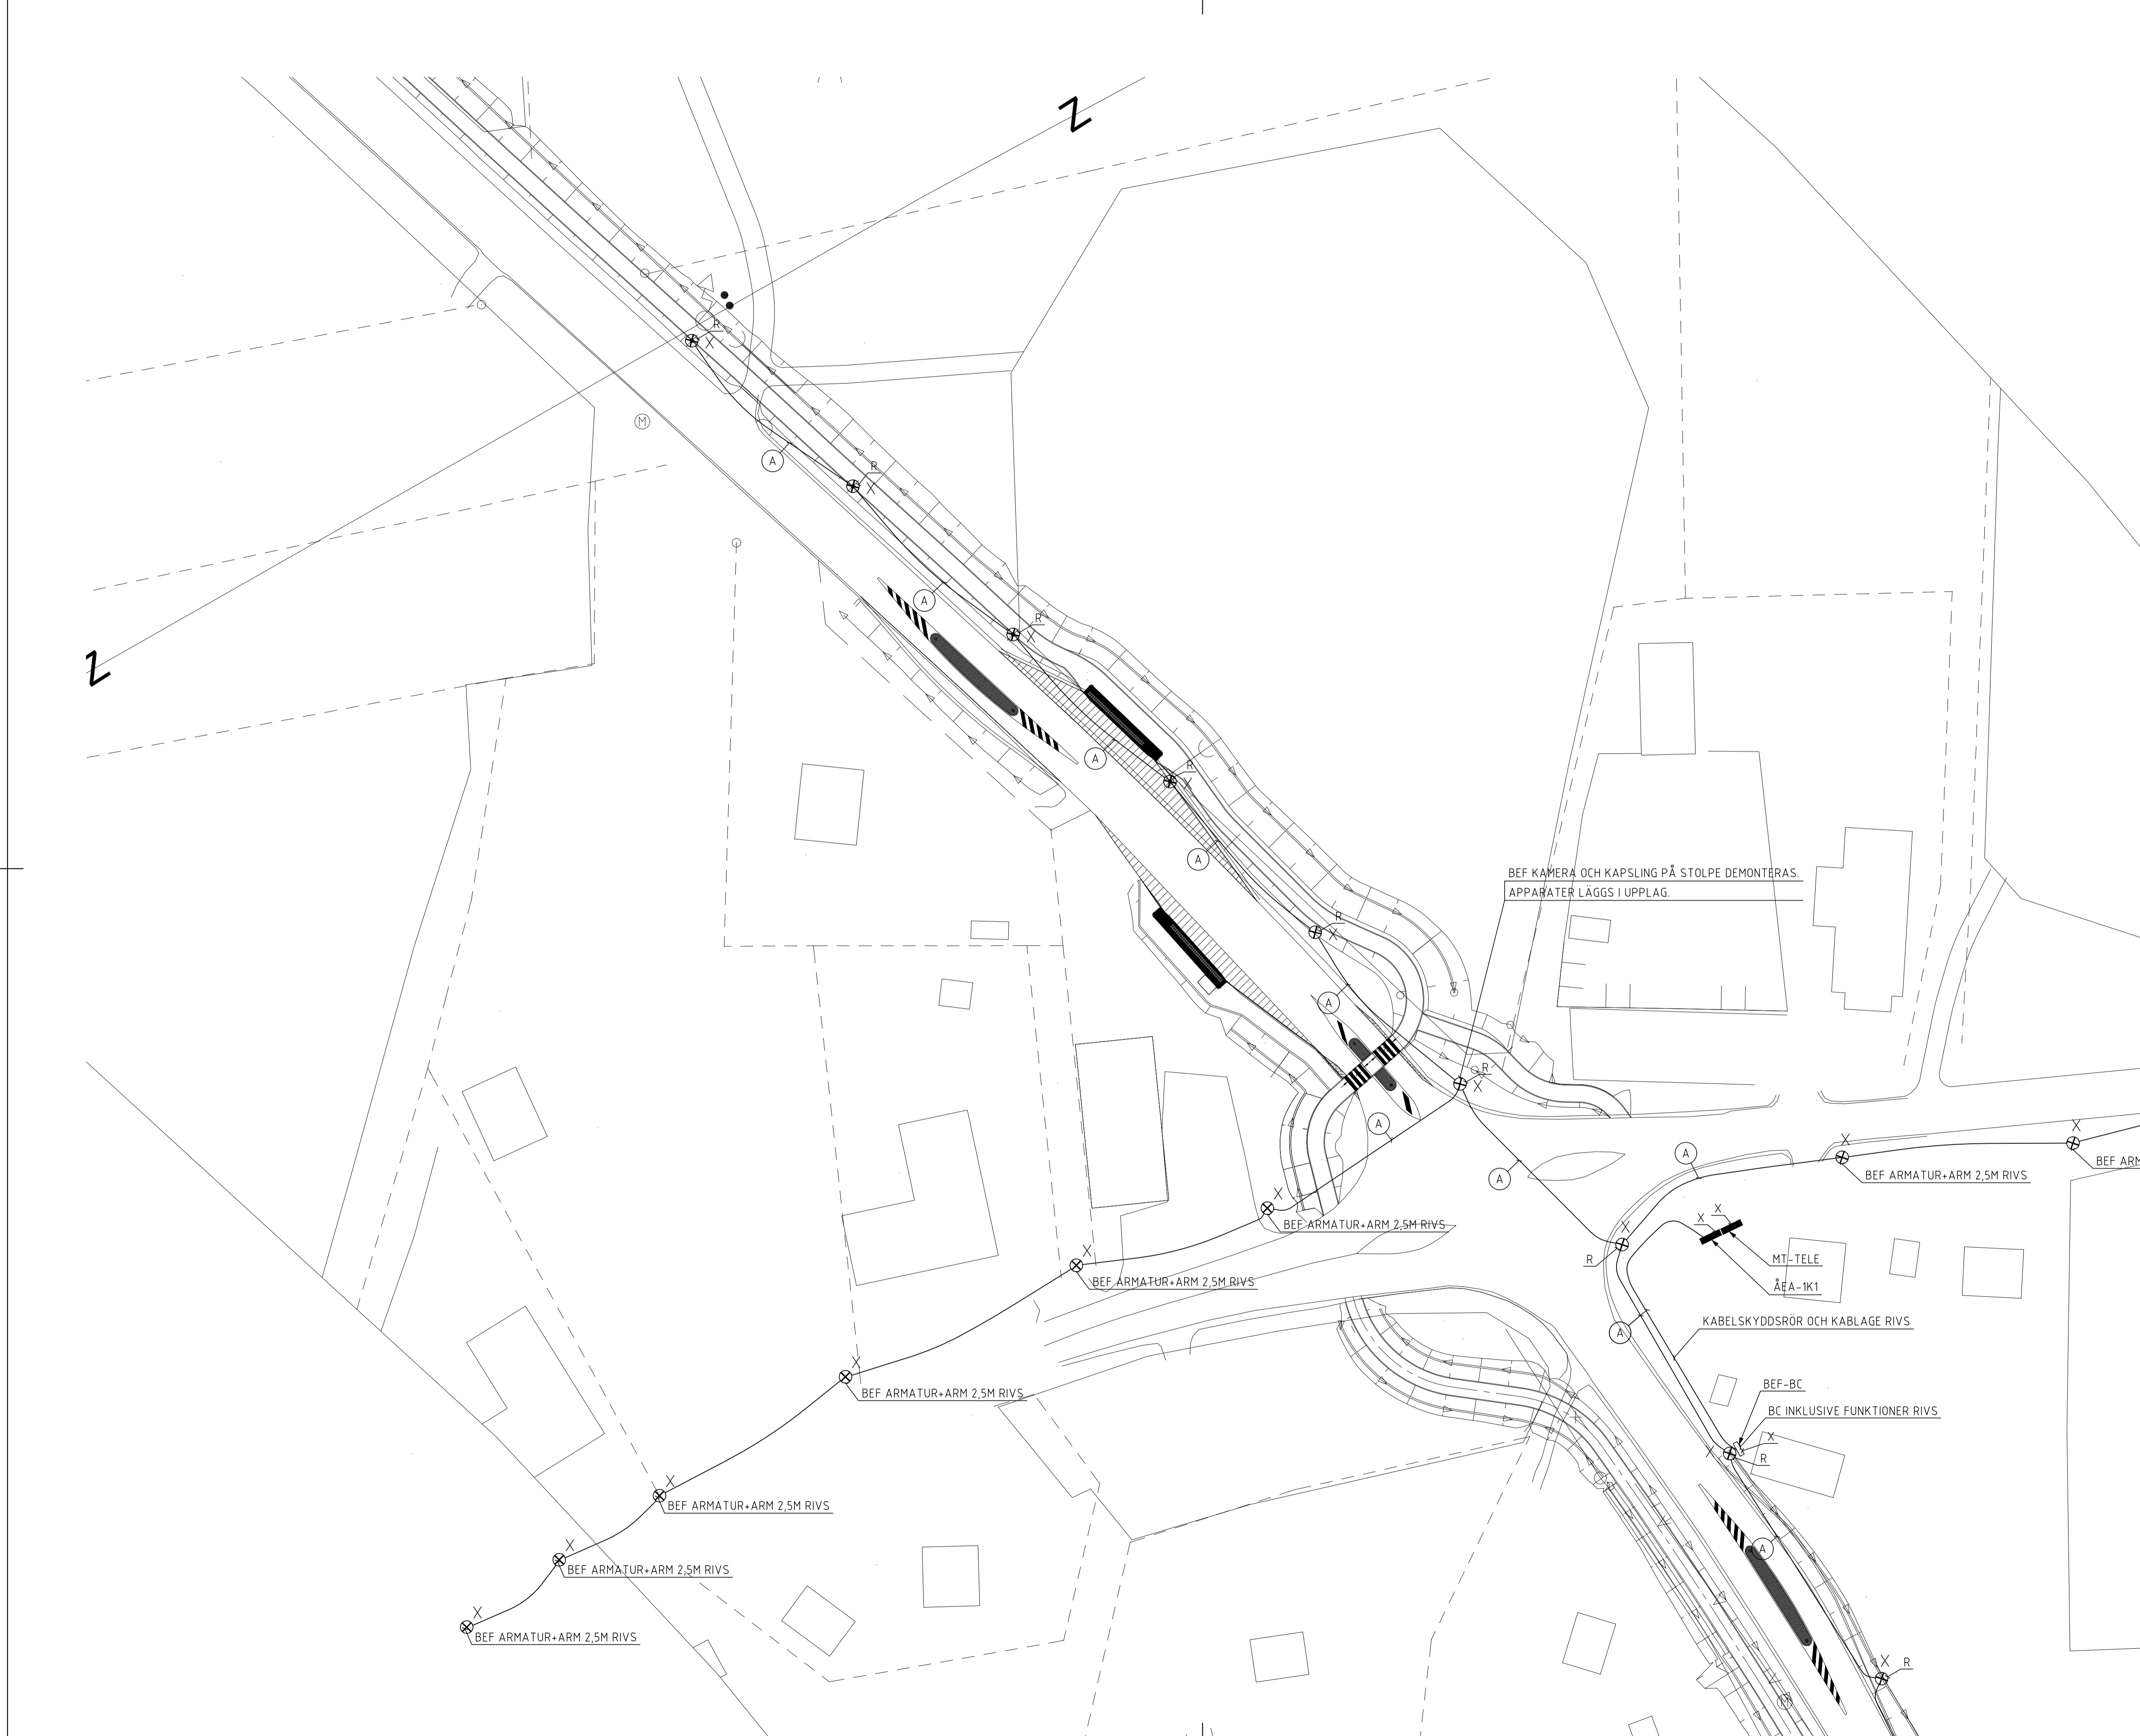 Z
R
X
M
A
R
X
A
R
X
Z
A
R
X
A
BEF KAMERA OCH KAPSLING PÅ STOLPE DEMONTERAS.
APPARATER LÄGGS I UPPLAG.
R
X
A
R
X
A
A
A
X
X
BEF ARMATUR+ARM 2,5M RIVS
X
BEF ARM
X
BEF ARMATUR+ARM 2,5M RIVS
X
X
X
R
MT-TELE
X
BEF ARMATUR+ARM 2,5M RIVS
ÅEA-1K1
A
KABELSKYDDSRÖR OCH KABLAGE RIVS
X
BEF ARMATUR+ARM 2,5M RIVS
BEF-BC
BC INKLUSIVE FUNKTIONER RIVS
X
X
R
X
BEF ARMATUR+ARM 2,5M RIVS
A
X
BEF ARMATUR+ARM 2,5M RIVS
X
BEF ARMATUR+ARM 2,5M RIVS
X
R
M